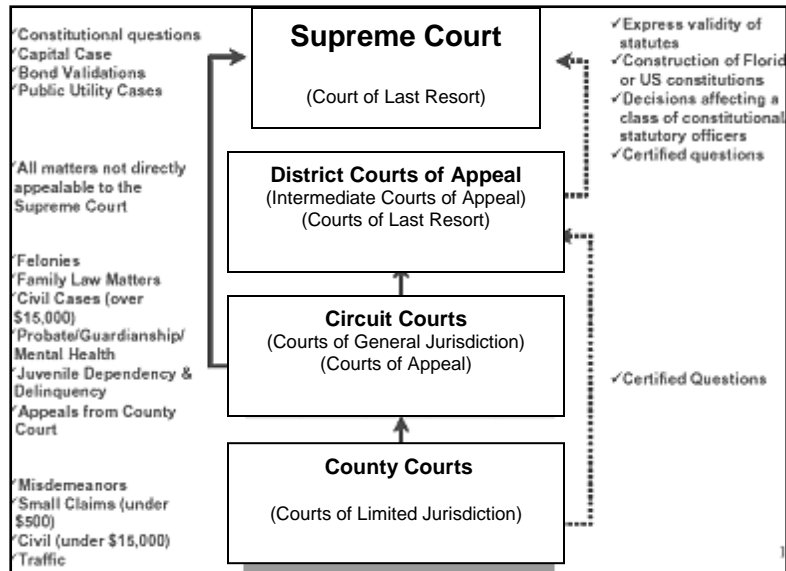 Constitutional questions
Capital Case
Bond Validations
Public Utility Cases
All matters not directly
appealable to the
Supreme Court
Felonies
Family Law Matters
Civil Cases (over
$15,000)
Probate/Guardianship/
Mental Health
Juvenile Dependency &
Delinquency
Appeals from County
Court
Misdemeanors
Small Claims (under
$500)
Civil (under $15,000)
Traffic
Supreme Court
(Court of Last Resort)
District Courts of Appeal
(Intermediate Courts of Appeal)
(Courts of Last Resort)
Circuit Courts
(Courts of General Jurisdiction)
(Courts of Appeal)
County Courts
(Courts of Limited Jurisdiction)
✓Express validity of
statutes
✓Construction of Florid
or US constitutions
✓Decisions affecting a
class of constitutional
statutory officers
✓Certified questions
✓Certified Questions